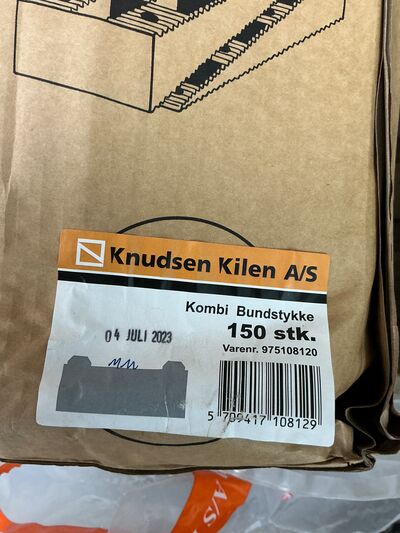 Knudsen Kilen A/S
Kombi Bundstykke
150 stk.
Varenr. 975108120
04 JULI 2023
5 709417 108129
A/S